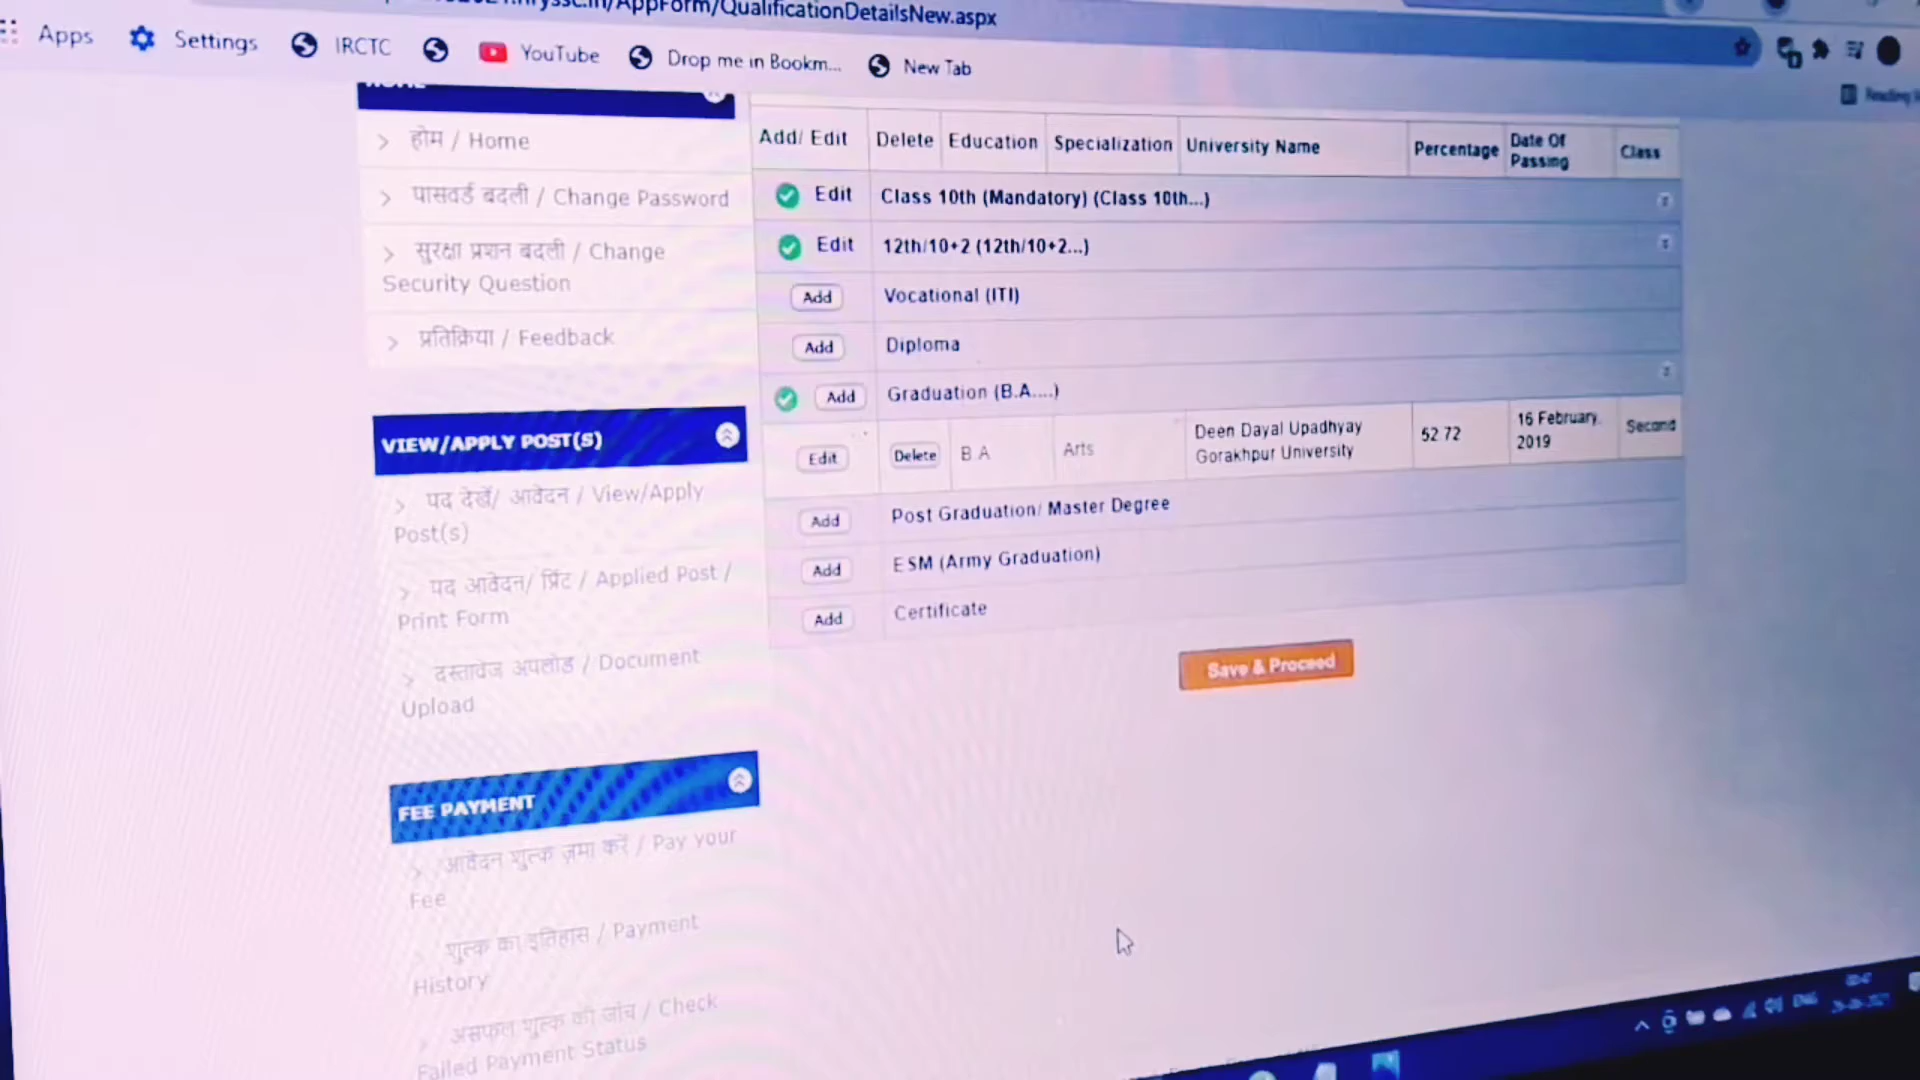 /AppForm/QualificationDetailsNew.aspx
Apps Settings IRCTC YouTube Drop me in Bookm... New Tab
Reading
होम / Home
पासवर्ड बदली / Change Password
सुरक्षा प्रशन बदली / Change
Security Question
प्रतिक्रिया / Feedback
VIEW/APPLY POST(S)
पद देखें/ आवेदन / View/Apply
Post(s)
पद आवेदन/ प्रिंट / Applied Post /
Print Form
दस्तावेज अपलोड / Document
Upload
FEE PAYMENT
आवेदन शुल्क ज़मा करें / Pay your
Fee
शुल्क का इतिहास / Payment
History
असफल शुल्क की जांच / Check
Failed Payment Status
Add/ Edit Delete Education Specialization University Name Percentage Date Of Passing Class
Edit Class 10th (Mandatory) (Class 10th...)
Edit 12th/10+2 (12th/10+2...)
Add Vocational (ITI)
Add Diploma
Add Graduation (B.A....)
Edit Delete B.A Arts Deen Dayal Upadhyay Gorakhpur University 52.72 16 February, 2019 Second
Add Post Graduation/ Master Degree
Add ESM (Army Graduation)
Add Certificate
Save & Proceed
ENG